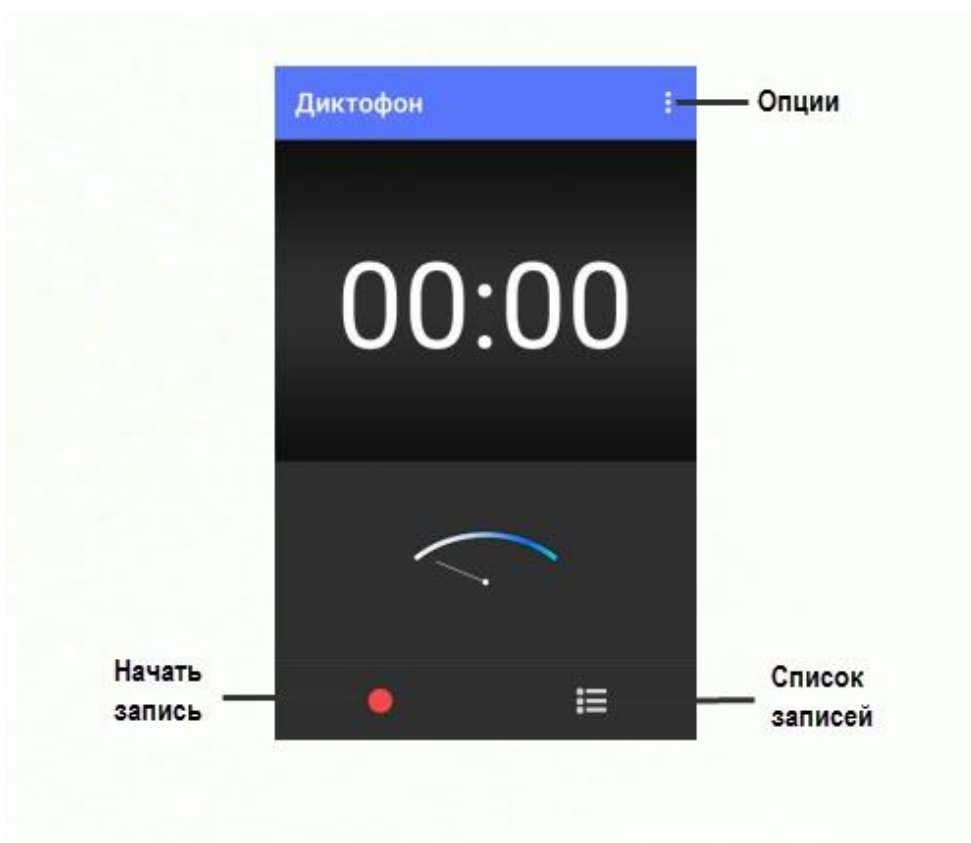 Диктофон
Опции
00:00
Начать
запись
Список
записей